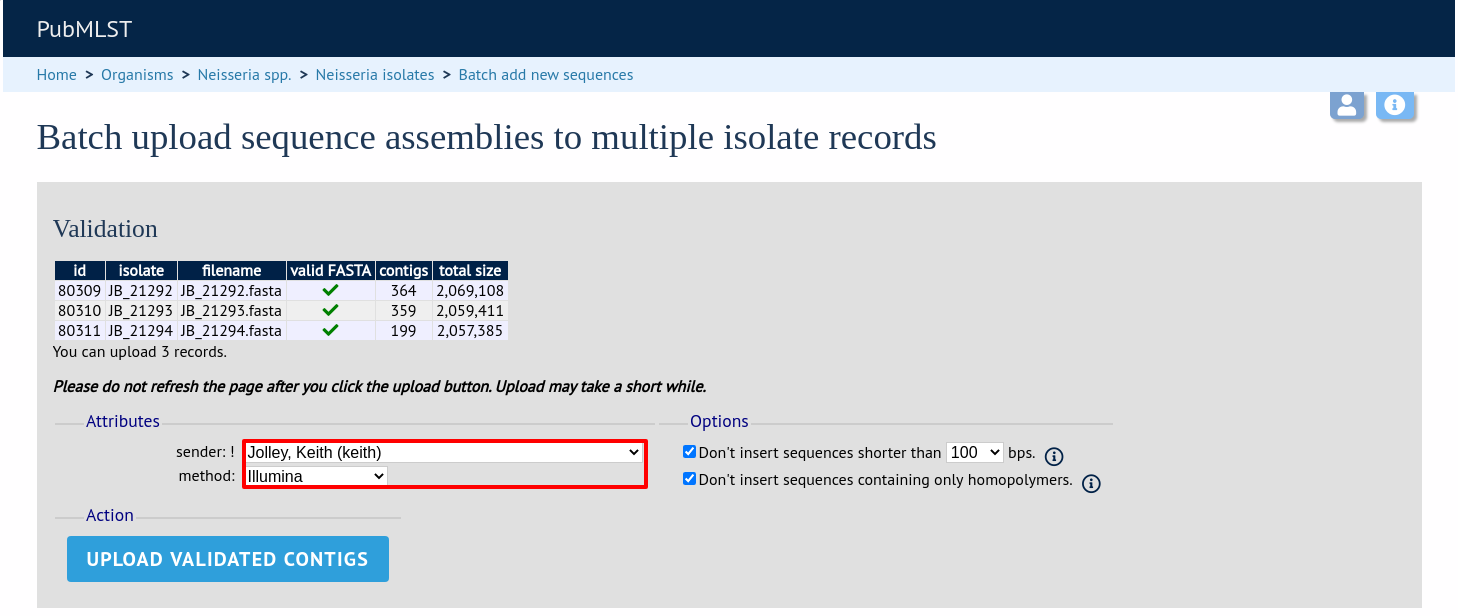 PubMLST
Home > Organisms > Neisseria spp. > Neisseria isolates > Batch add new sequences
Batch upload sequence assemblies to multiple isolate records
Validation
id isolate filename valid FASTA contigs total size
80309 JB_21292 JB_21292.fasta 364 2,069,108
80310 JB_21293 JB_21293.fasta 359 2,059,411
80311 JB_21294 JB_21294.fasta 199 2,057,385
You can upload 3 records.
Please do not refresh the page after you click the upload button. Upload may take a short while.
Attributes
sender: ! Jolley, Keith (keith)
method: Illumina
Options
Don't insert sequences shorter than 100 bps.
Don't insert sequences containing only homopolymers.
Action
UPLOAD VALIDATED CONTIGS